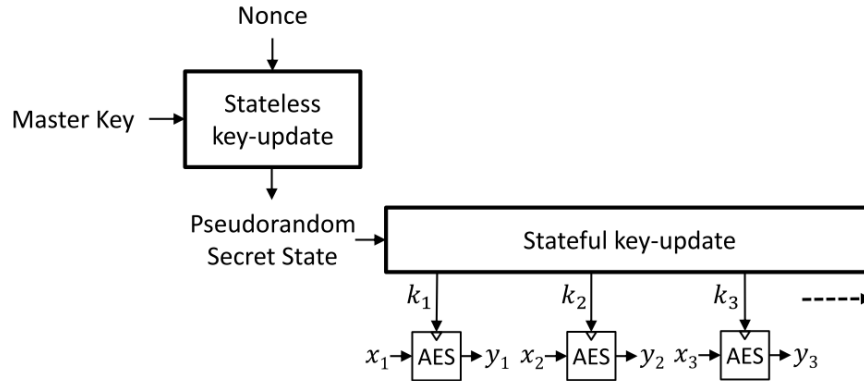 Nonce
Stateless
key-update
Master Key
Pseudorandom
Secret State
Stateful key-update
k₁ k₂ k₃
x₁ AES y₁ x₂ AES y₂ x₃ AES y₃